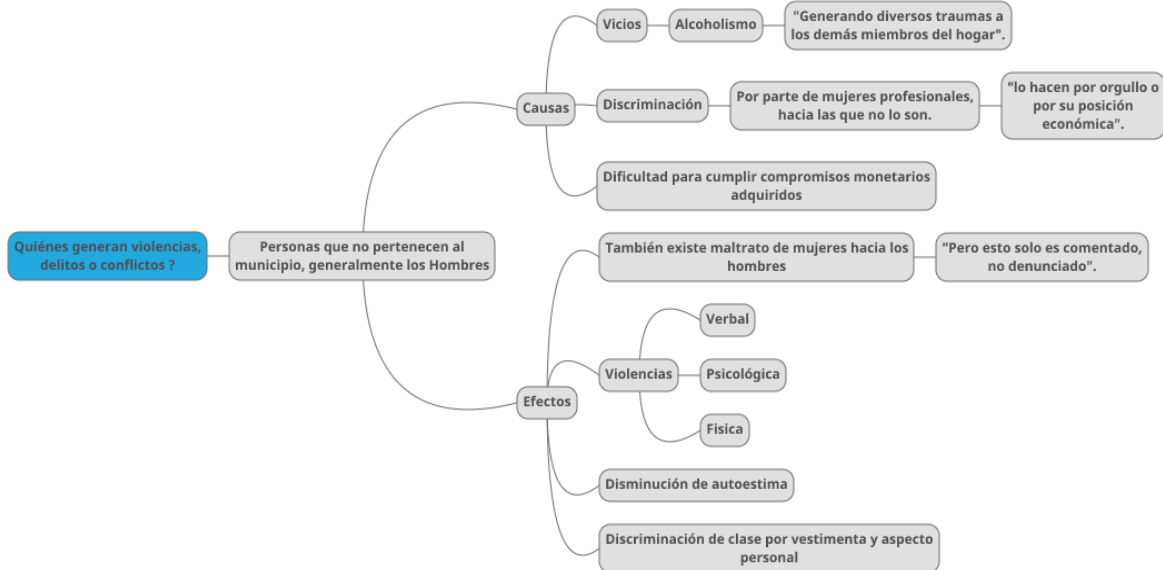 Quiénes generan violencias,
delitos o conflictos ?
Personas que no pertenecen al
municipio, generalmente los Hombres
Causas
Vicios
Alcoholismo
"Generando diversos traumas a
los demás miembros del hogar".
Discriminación
Por parte de mujeres profesionales,
hacia las que no lo son.
"lo hacen por orgullo o
por su posición
económica".
Dificultad para cumplir compromisos monetarios
adquiridos
Efectos
También existe maltrato de mujeres hacia los
hombres
"Pero esto solo es comentado,
no denunciado".
Violencias
Verbal
Psicológica
Fisica
Disminución de autoestima
Discriminación de clase por vestimenta y aspecto
personal